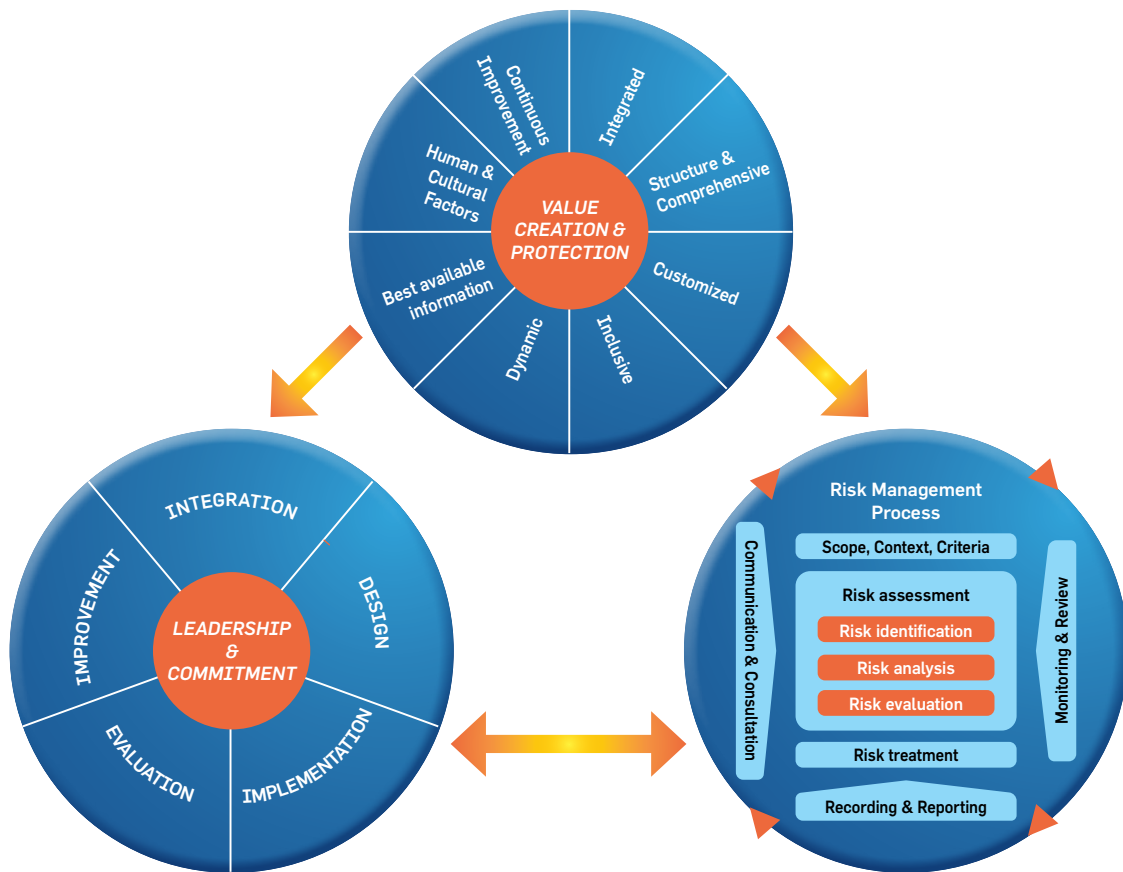 Continuous
Improvement
Integrated
Structure &
Comprehensive
Customized
Inclusive
Dynamic
Best available
information
Human &
Cultural
Factors
VALUE
CREATION &
PROTECTION
INTEGRATION
DESIGN
IMPLEMENTATION
EVALUATION
IMPROVEMENT
LEADERSHIP
&
COMMITMENT
Risk Management
Process
Scope, Context, Criteria
Risk assessment
Risk identification
Risk analysis
Risk evaluation
Risk treatment
Recording & Reporting
Communication & Consultation
Monitoring & Review